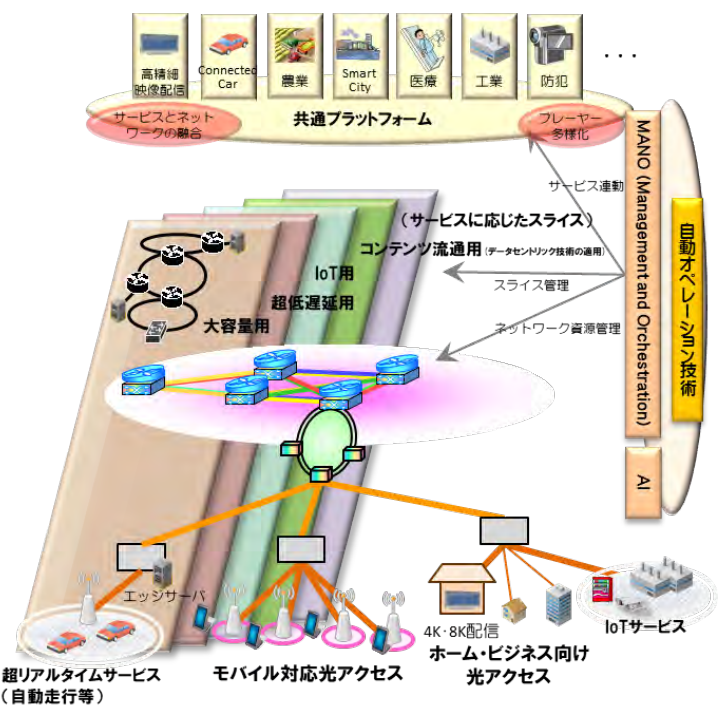 高精細
映像配信
Connected
Car
農業
Smart
City
医療
工業
防犯
・・・
サービスとネット
ワークの融合
共通プラットフォーム
プレーヤー
多様化
MANO (Management and Orchestration)
AI
自動オペレーション技術
サービス連動
(サービスに応じたスライス)
コンテンツ流通用(データセントリック技術の適用)
IoT用
スライス管理
超低遅延用
大容量用
ネットワーク資源管理
エッジサーバ
4K・8K配信
IoTサービス
超リアルタイムサービス
(自動走行等)
モバイル対応光アクセス
ホーム・ビジネス向け
光アクセス